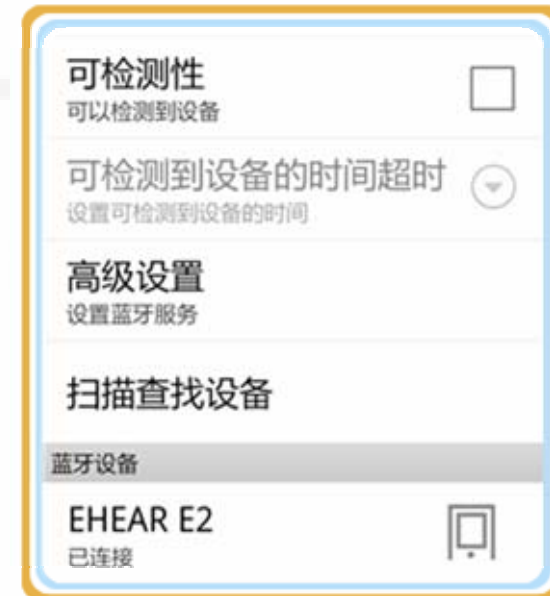 可检测性
可以检测到设备
可检测到设备的时间超时
设置可检测到设备的时间
高级设置
设置蓝牙服务
扫描查找设备
蓝牙设备
EHEAR E2
已连接